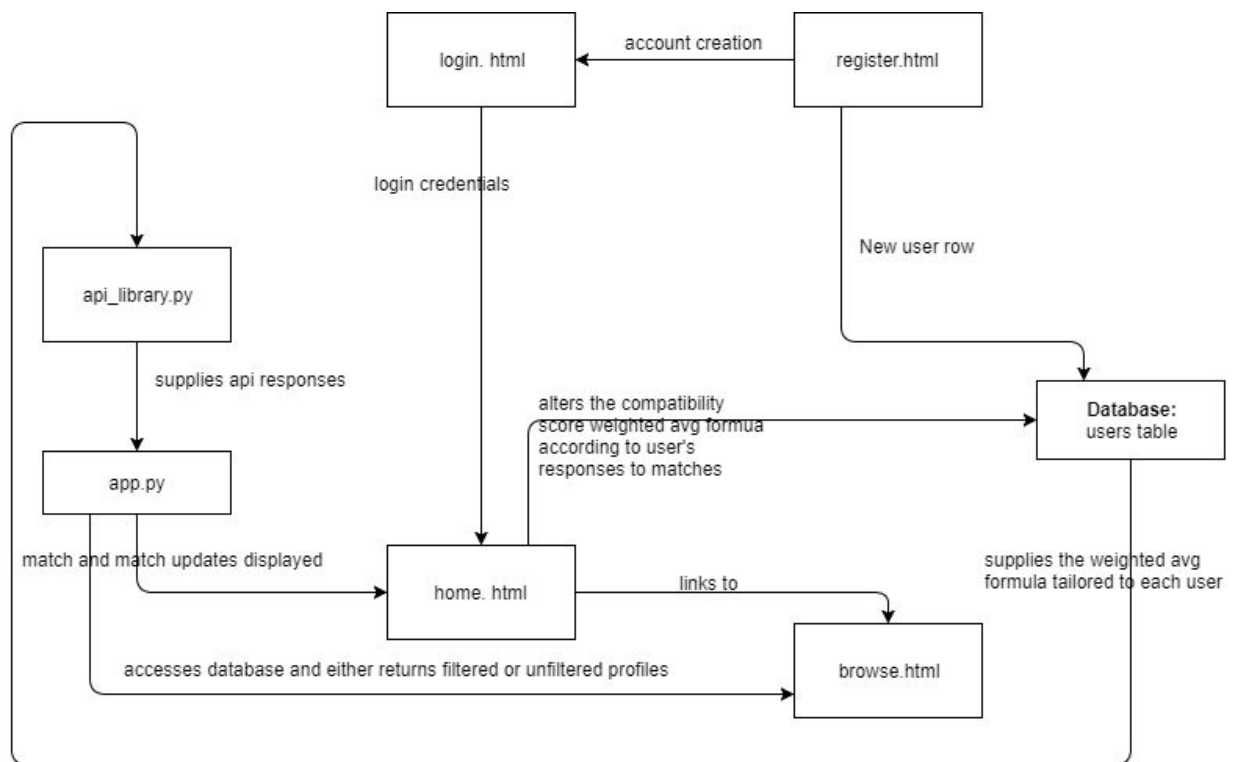 login. html
account creation
register.html
login credentials
New user row
api_library.py
supplies api responses
alters the compatibility
score weighted avg formua
according to user's
responses to matches
Database:
users table
app.py
match and match updates displayed
home. html
links to
supplies the weighted avg
formula tailored to each user
accesses database and either returns filtered or unfiltered profiles
browse.html